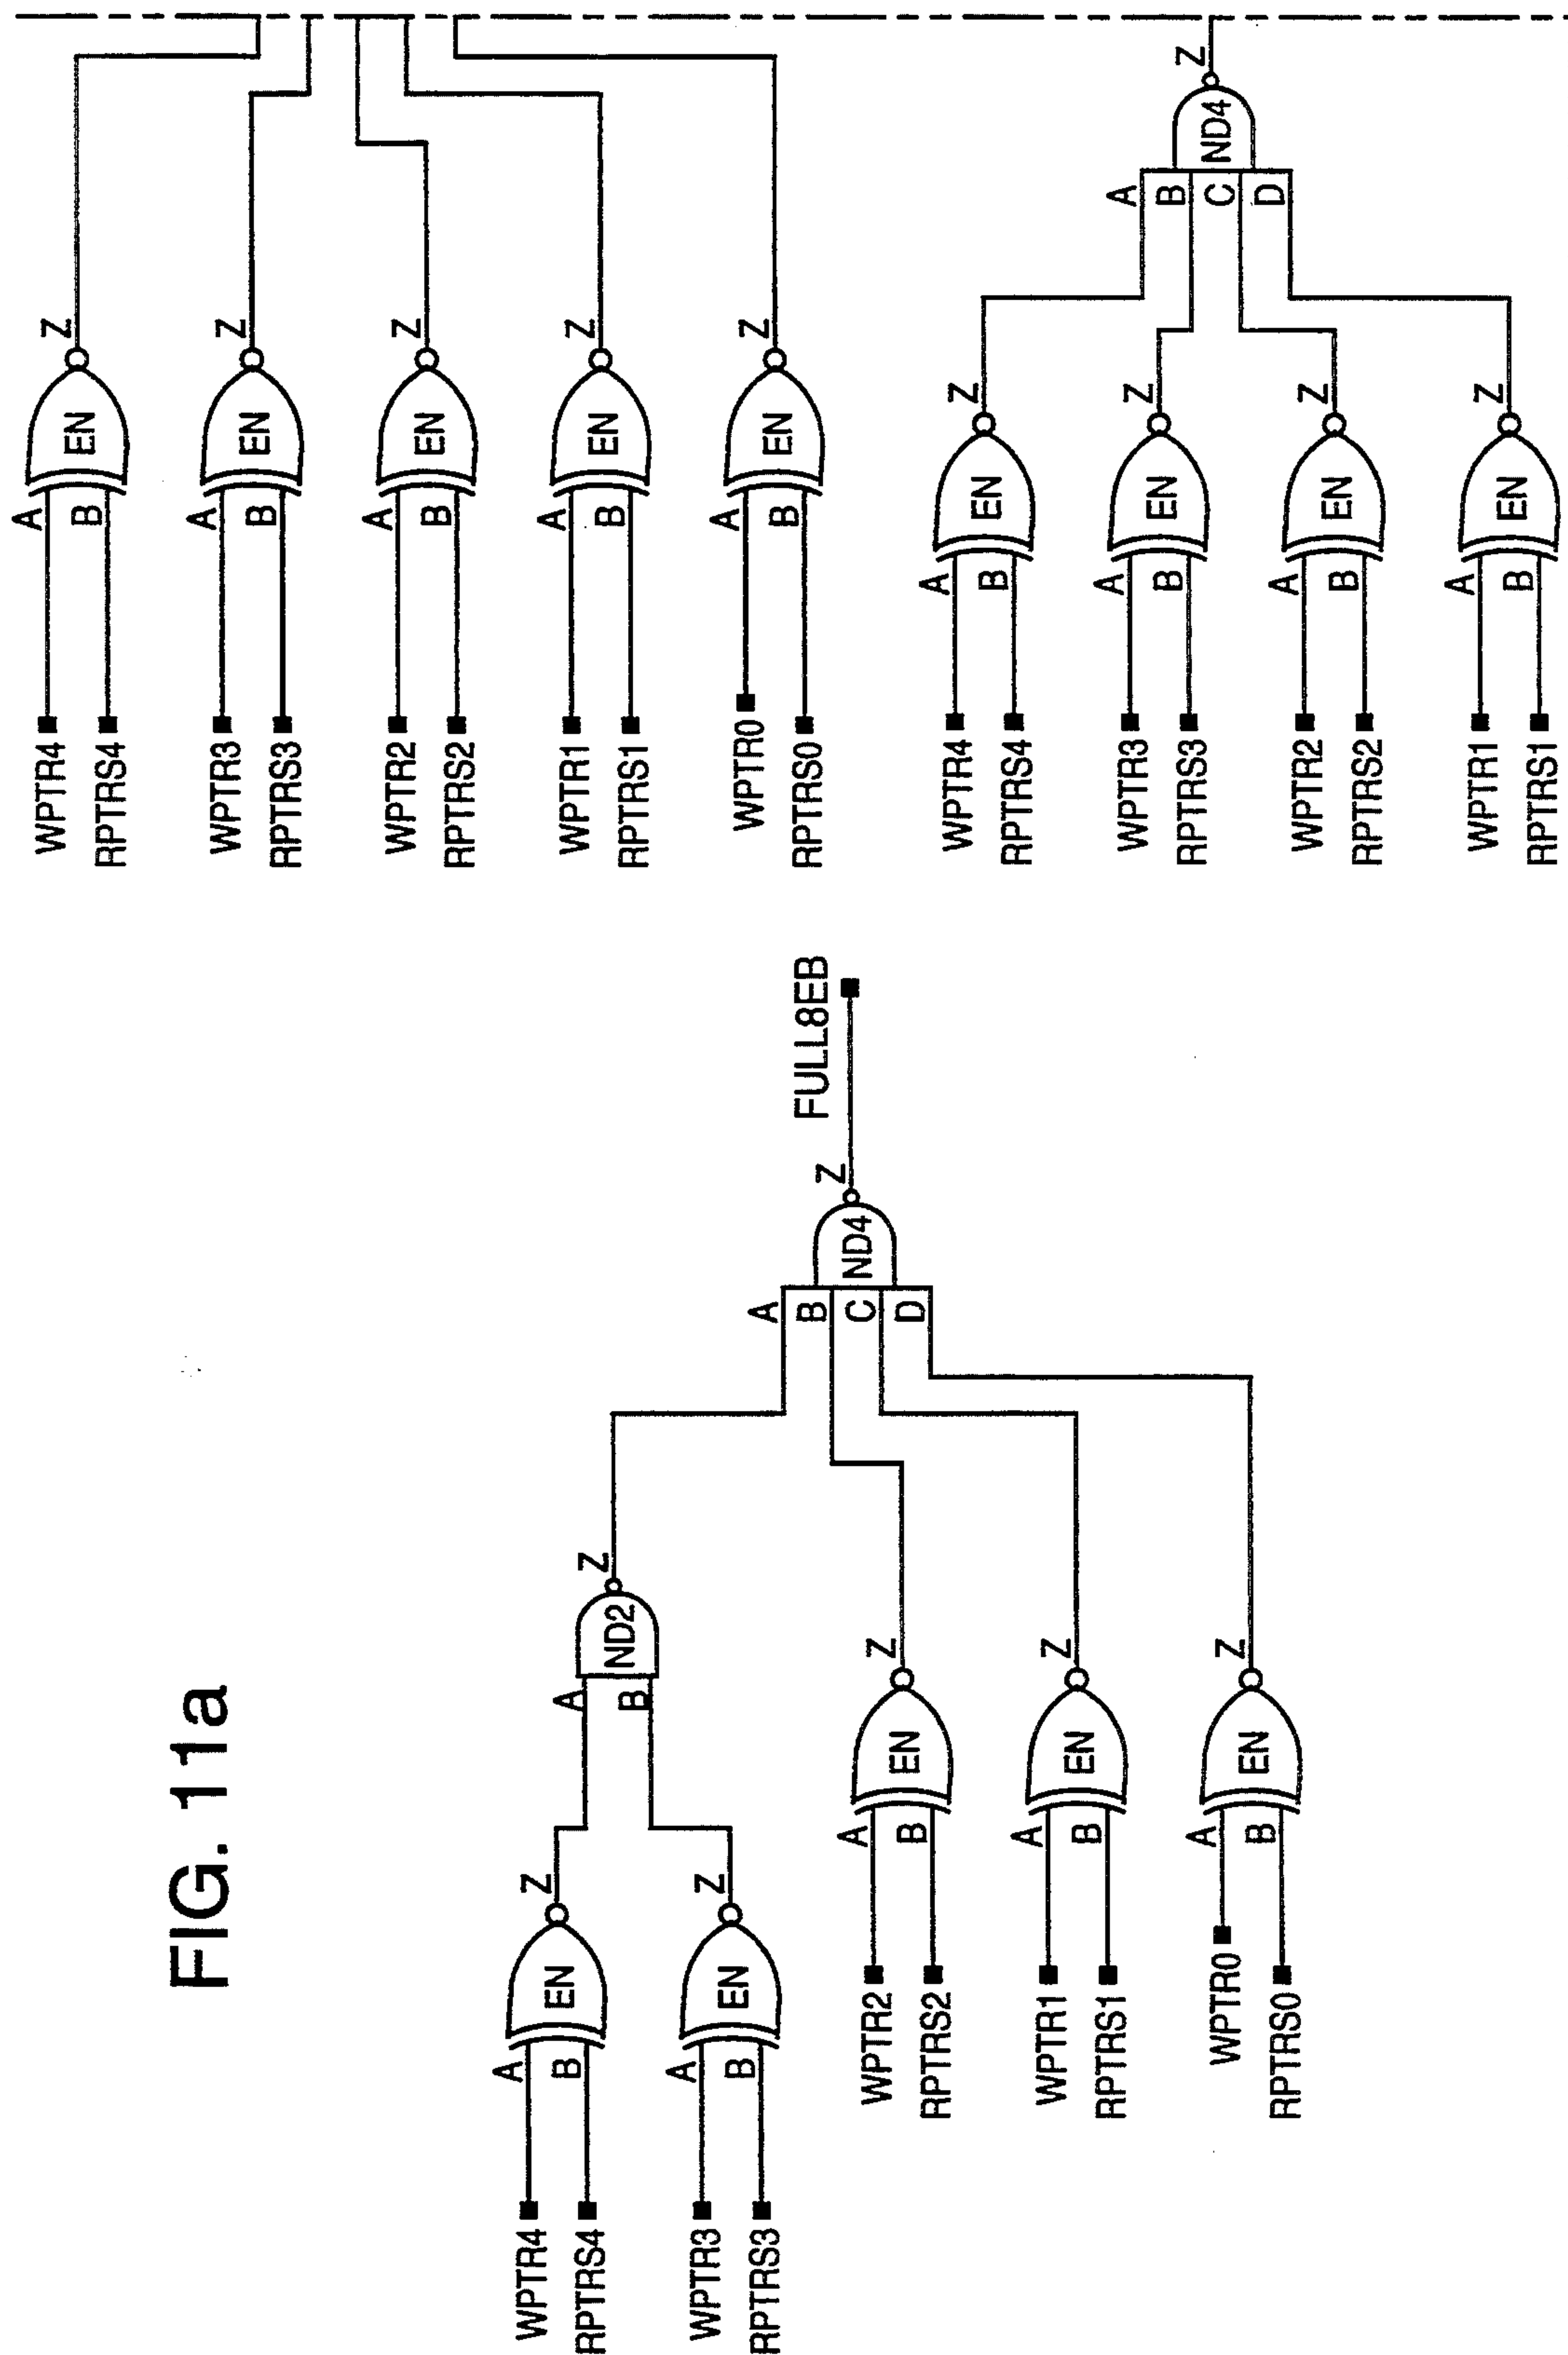 FIG. 11a
WPTR4
RPTRS4
A
B
EN
Z
WPTR3
RPTRS3
A
B
EN
Z
A
B
ND2
Z
WPTR2
RPTRS2
A
B
EN
Z
WPTR1
RPTRS1
A
B
EN
Z
WPTR0
RPTRS0
A
B
EN
Z
A
B
C
D
ND4
Z
FULL8EB
WPTR4
RPTRS4
A
B
EN
Z
WPTR3
RPTRS3
A
B
EN
Z
WPTR2
RPTRS2
A
B
EN
Z
WPTR1
RPTRS1
A
B
EN
Z
WPTR0
RPTRS0
A
B
EN
Z
WPTR4
RPTRS4
A
B
EN
Z
WPTR3
RPTRS3
A
B
EN
Z
WPTR2
RPTRS2
A
B
EN
Z
WPTR1
RPTRS1
A
B
EN
Z
A
B
C
D
ND4
Z